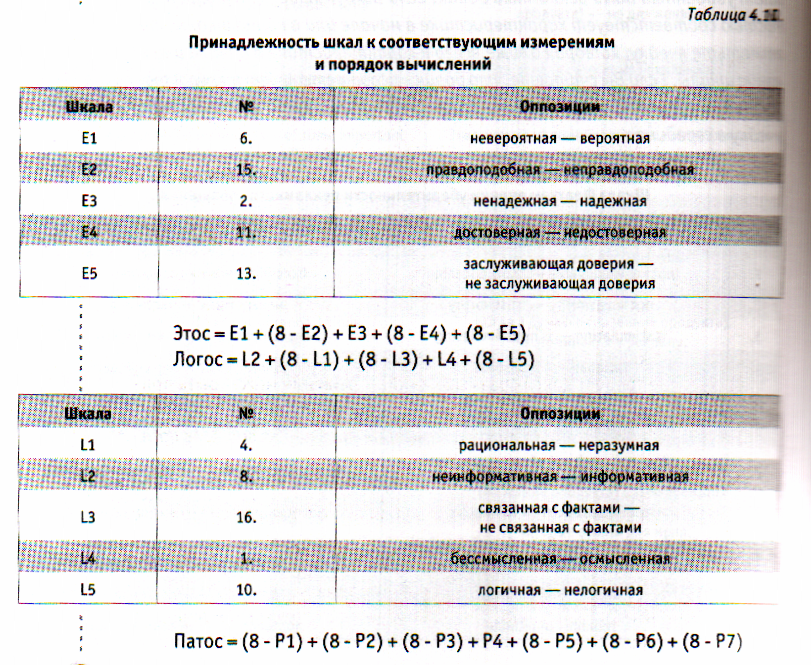 Таблица 4.11
Принадлежность шкал к соответствующим измерениям
и порядок вычислений
Шкала № Оппозиции
E1 6. невероятная — вероятная
E2 15. правдоподобная — неправдоподобная
E3 2. ненадежная — надежная
E4 11. достоверная — недостоверная
E5 13. заслуживающая доверия —
не заслуживающая доверия
Этос = E1 + (8 - E2) + E3 + (8 - E4) + (8 - E5)
Логос = L2 + (8 - L1) + (8 - L3) + L4 + (8 - L5)
Шкала № Оппозиции
L1 4. рациональная — неразумная
L2 8. неинформативная — информативная
L3 16. связанная с фактами —
не связанная с фактами
L4 1. бессмысленная — осмысленная
L5 10. логичная — нелогичная
Патос = (8 - P1) + (8 - P2) + (8 - P3) + P4 + (8 - P5) + (8 - P6) + (8 - P7)